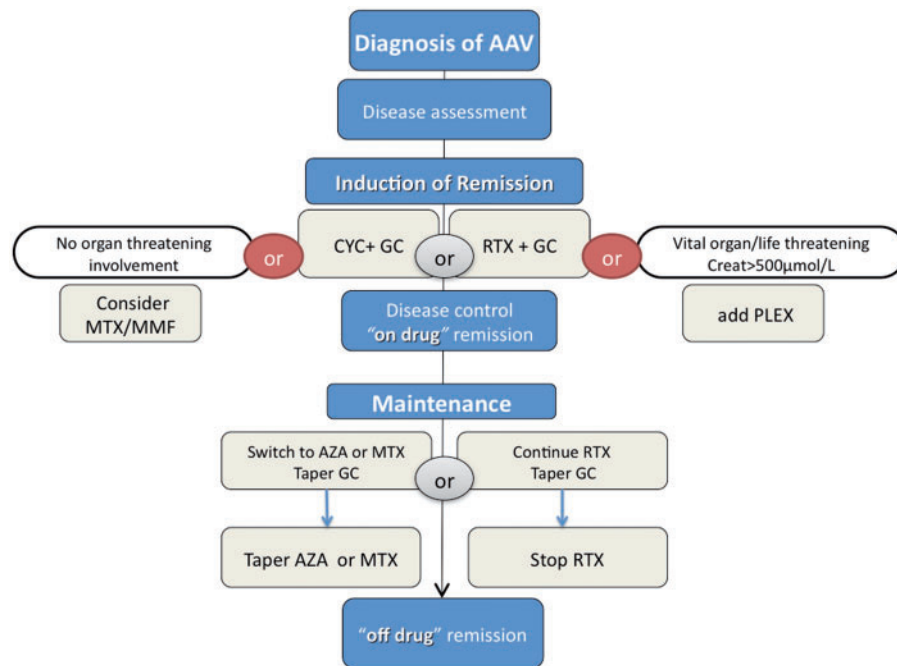 Diagnosis of AAV
Disease assessment
Induction of Remission
No organ threatening
involvement
or
CYC+ GC
or
RTX + GC
or
Vital organ/life threatening
Creat>500µmol/L
Consider
MTX/MMF
add PLEX
Disease control
"on drug" remission
Maintenance
Switch to AZA or MTX
Taper GC
or
Continue RTX
Taper GC
Taper AZA or MTX
Stop RTX
"off drug" remission